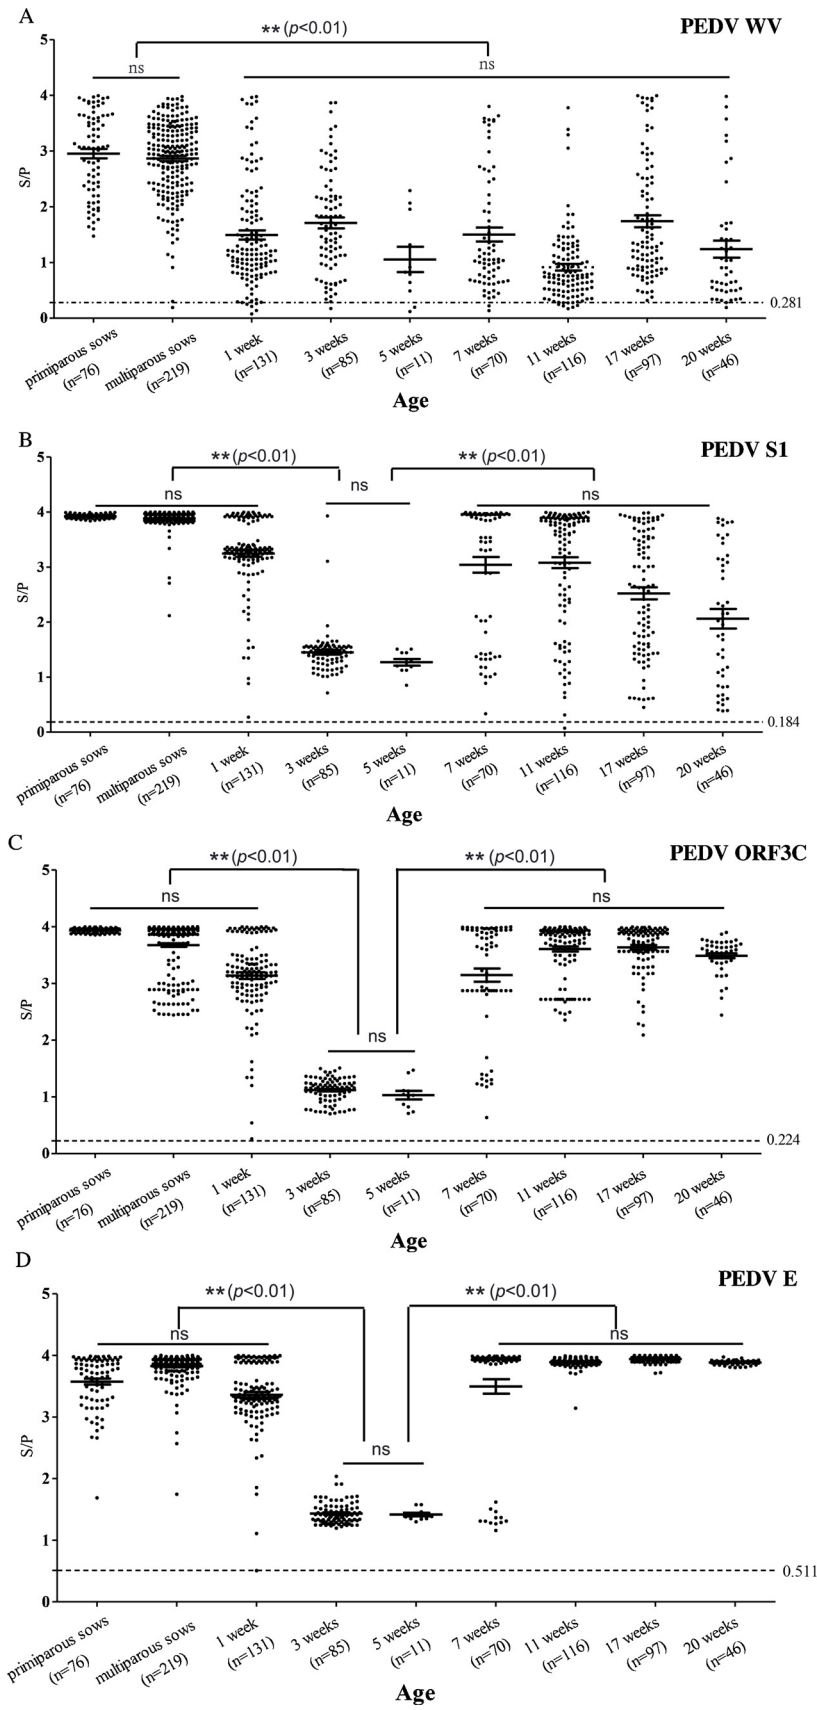 A
PEDV WV
**(p<0.01)
ns
ns
5
4
3
2
1
0
S/P
0.281
primiparous sows
(n=76)
multiparous sows
(n=219)
1 week
(n=131)
3 weeks
(n=85)
5 weeks
(n=11)
7 weeks
(n=70)
11 weeks
(n=116)
17 weeks
(n=97)
20 weeks
(n=46)
Age
B
PEDV S1
**(p<0.01)
**(p<0.01)
ns
ns
ns
5
4
3
2
1
0
S/P
0.184
primiparous sows
(n=76)
multiparous sows
(n=219)
1 week
(n=131)
3 weeks
(n=85)
5 weeks
(n=11)
7 weeks
(n=70)
11 weeks
(n=116)
17 weeks
(n=97)
20 weeks
(n=46)
Age
C
PEDV ORF3C
**(p<0.01)
**(p<0.01)
ns
ns
ns
5
4
3
2
1
0
S/P
0.224
primiparous sows
(n=76)
multiparous sows
(n=219)
1 week
(n=131)
3 weeks
(n=85)
5 weeks
(n=11)
7 weeks
(n=70)
11 weeks
(n=116)
17 weeks
(n=97)
20 weeks
(n=46)
Age
D
PEDV E
**(p<0.01)
**(p<0.01)
ns
ns
ns
5
4
3
2
1
0
S/P
0.511
primiparous sows
(n=76)
multiparous sows
(n=219)
1 week
(n=131)
3 weeks
(n=85)
5 weeks
(n=11)
7 weeks
(n=70)
11 weeks
(n=116)
17 weeks
(n=97)
20 weeks
(n=46)
Age